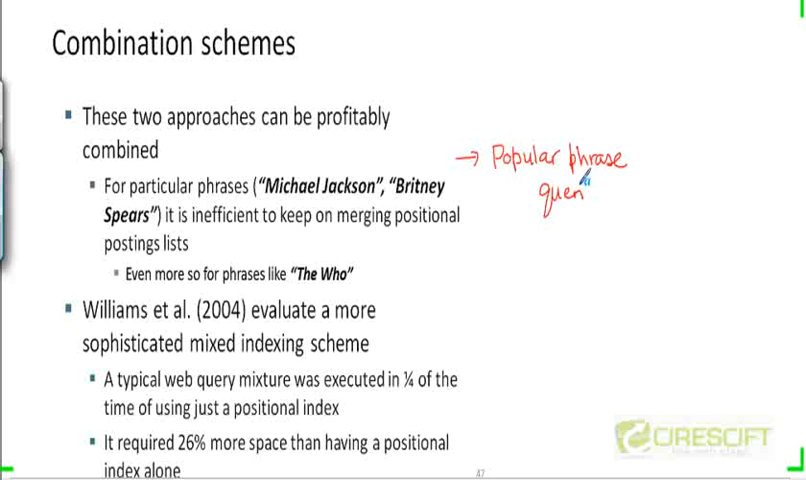 Combination schemes
These two approaches can be profitably
combined
For particular phrases (“Michael Jackson”, “Britney
Spears”) it is inefficient to keep on merging positional
postings lists
Even more so for phrases like “The Who”
Williams et al. (2004) evaluate a more
sophisticated mixed indexing scheme
A typical web query mixture was executed in ¼ of the
time of using just a positional index
It required 26% more space than having a positional
index alone
→ Popular phrase
queri
47